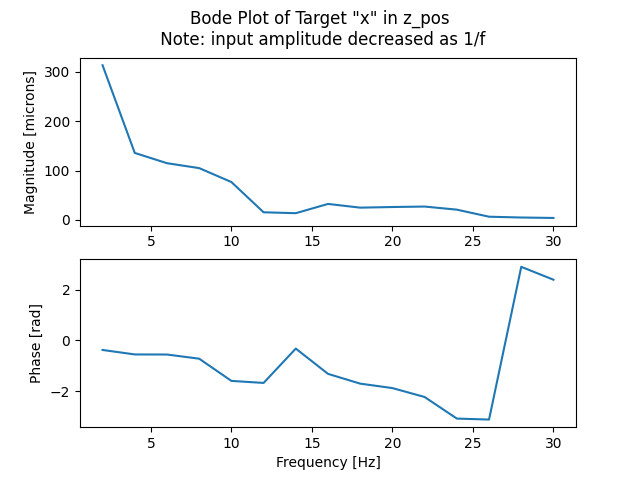 Bode Plot of Target "x" in z_pos
Note: input amplitude decreased as 1/f
Magnitude [microns]
300
200
100
0
5 10 15 20 25 30
Phase [rad]
2
0
−2
5 10 15 20 25 30
Frequency [Hz]